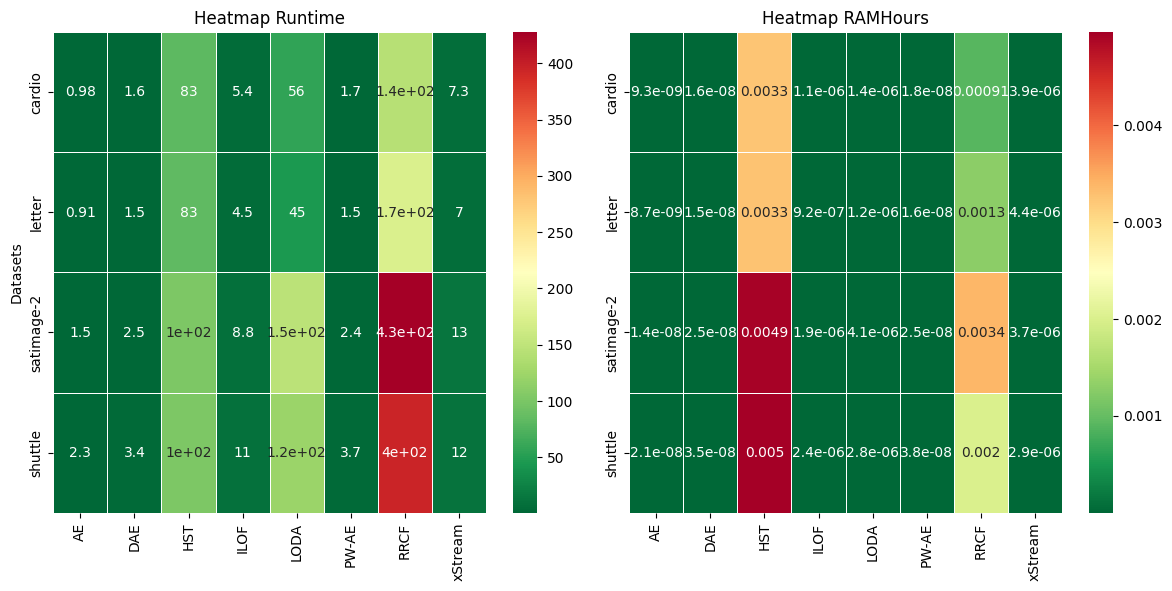 Heatmap Runtime
Datasets
cardio
0.98 1.6 83 5.4 56 1.7 1.4e+02 7.3
letter
0.91 1.5 83 4.5 45 1.5 1.7e+02 7
satimage-2
1.5 2.5 1e+02 8.8 1.5e+02 2.4 4.3e+02 13
shuttle
2.3 3.4 1e+02 11 1.2e+02 3.7 4e+02 12
AE DAE HST ILOF LODA PW-AE RRCF xStream
400
350
300
250
200
150
100
50
Heatmap RAMHours
cardio
9.3e-09 1.6e-08 0.0033 1.1e-06 1.4e-06 1.8e-08 0.00091 3.9e-06
letter
8.7e-09 1.5e-08 0.0033 9.2e-07 1.2e-06 1.6e-08 0.0013 4.4e-06
satimage-2
1.4e-08 2.5e-08 0.0049 1.9e-06 4.1e-06 2.5e-08 0.0034 3.7e-06
shuttle
2.1e-08 3.5e-08 0.005 2.4e-06 2.8e-06 3.8e-08 0.002 2.9e-06
AE DAE HST ILOF LODA PW-AE RRCF xStream
0.004
0.003
0.002
0.001